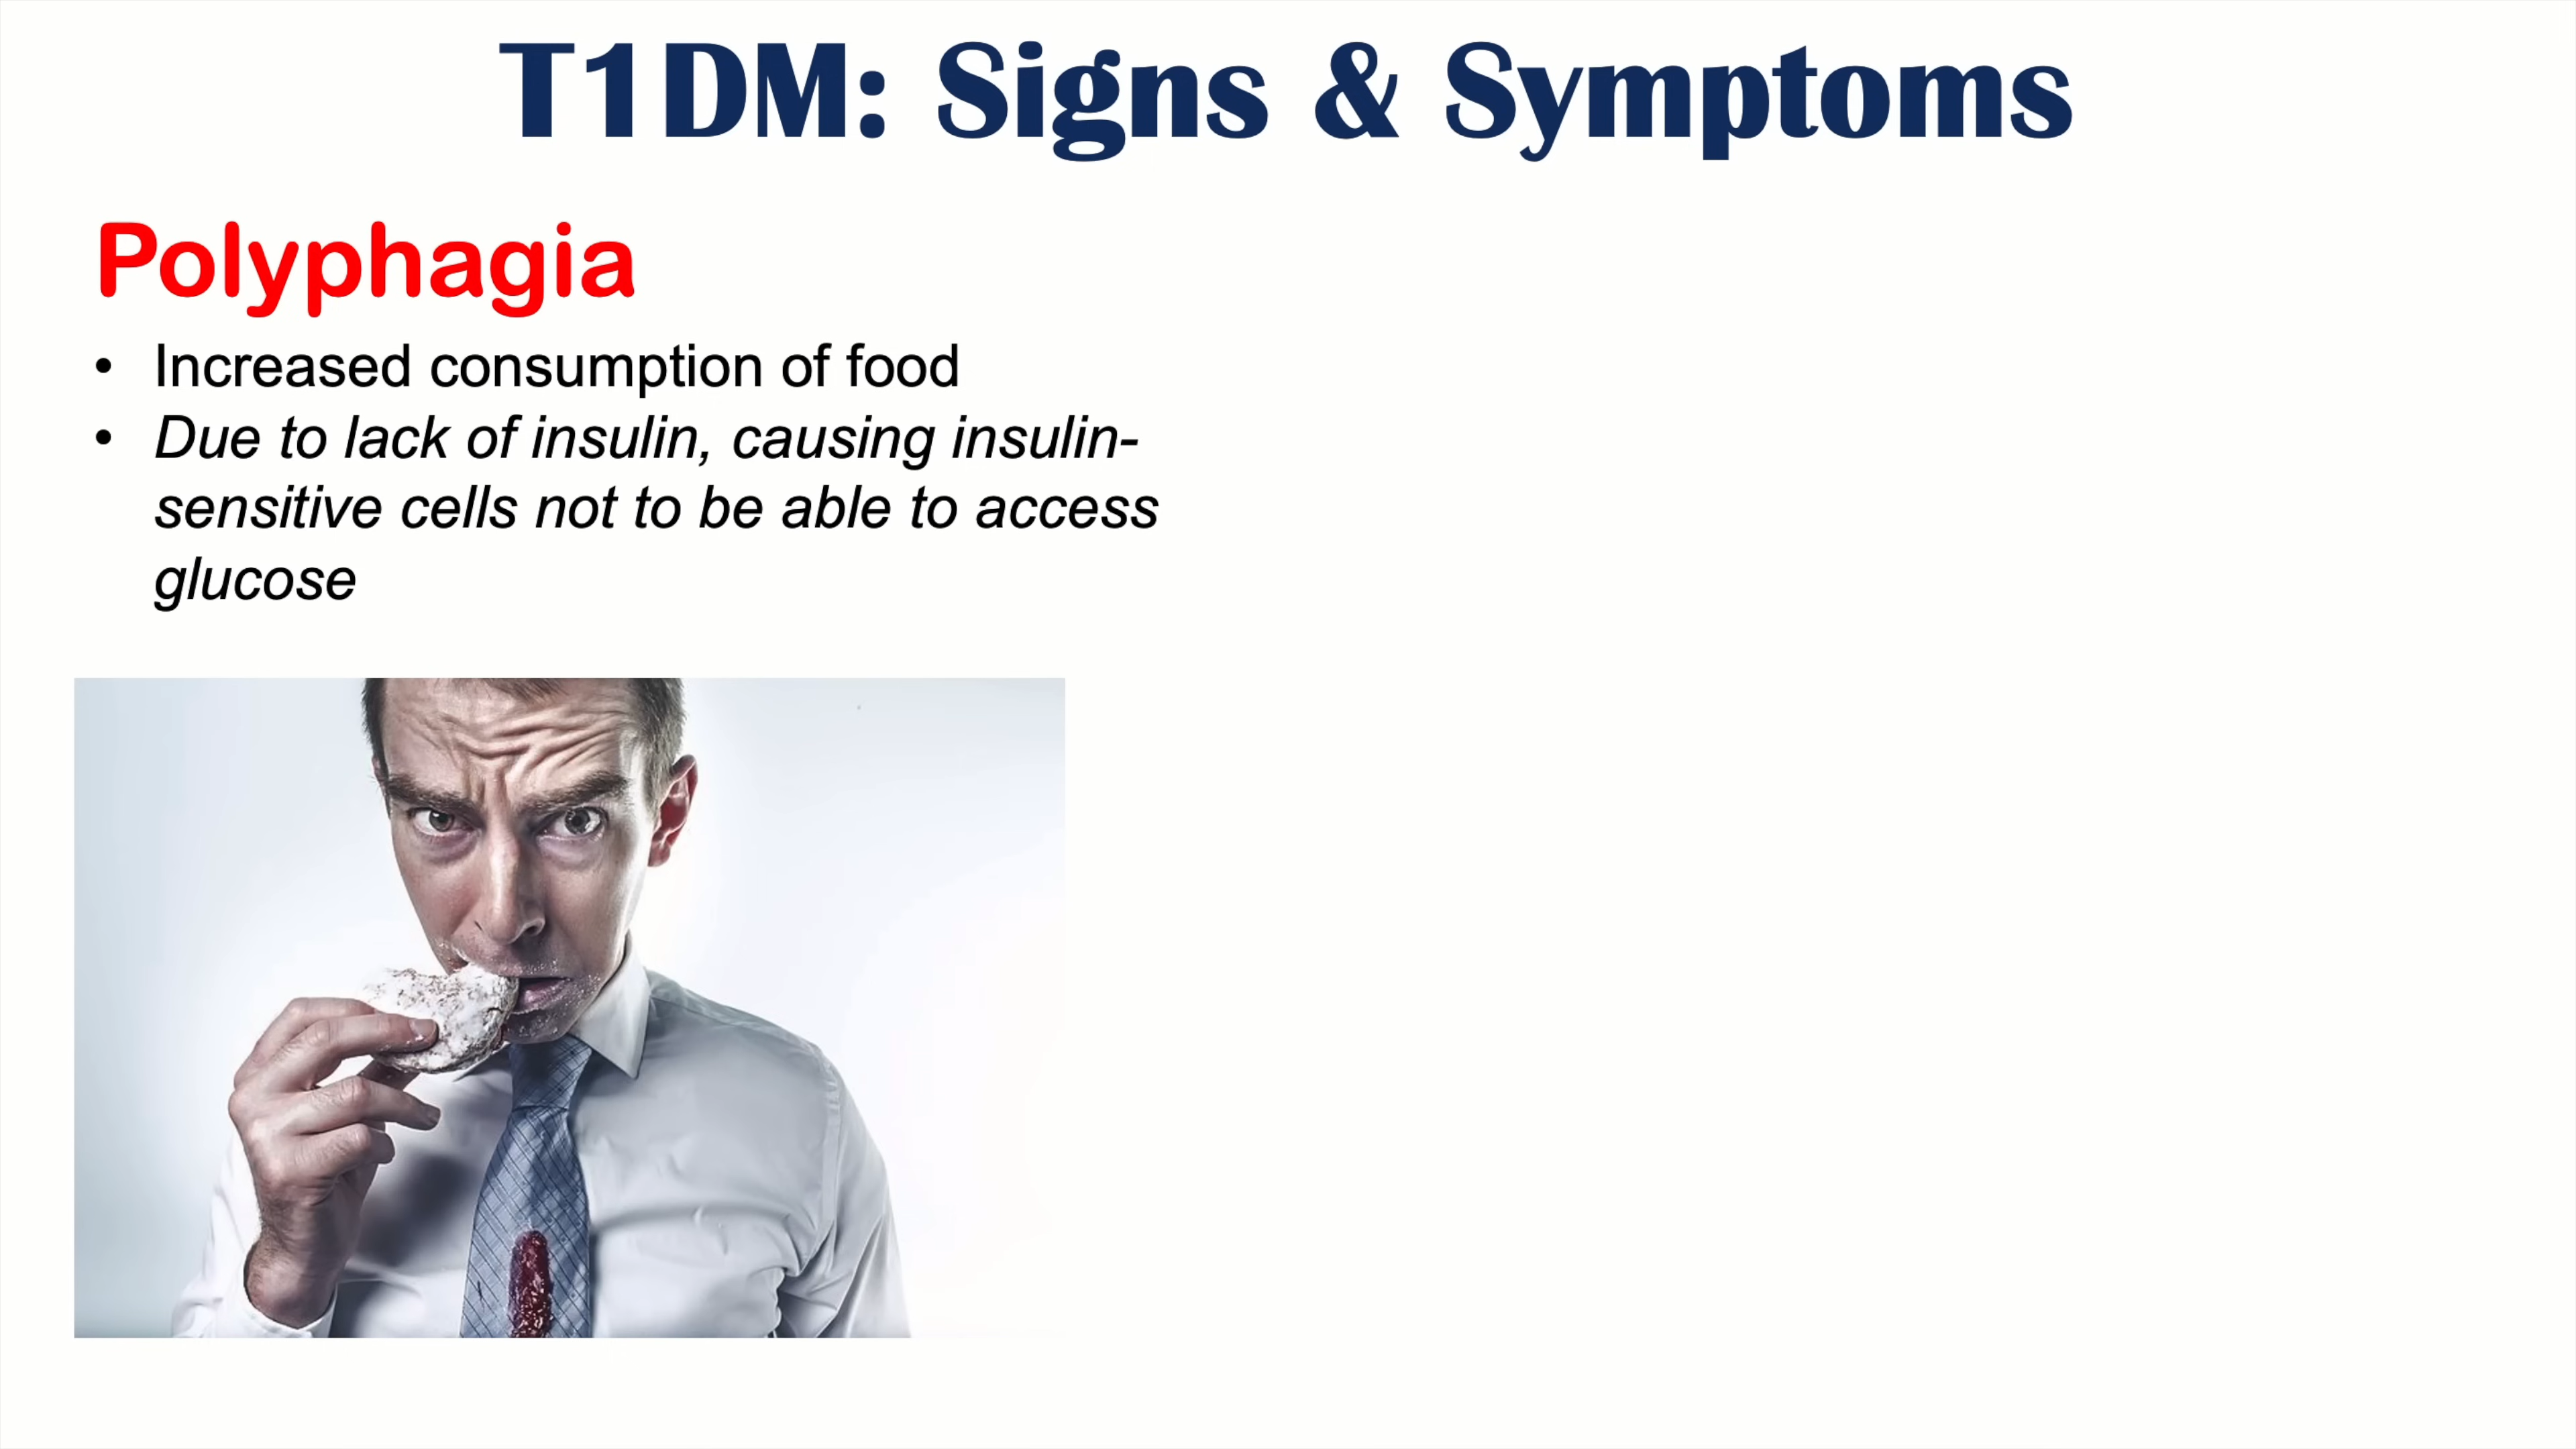 T1DM: Signs & Symptoms
Polyphagia
• Increased consumption of food
• Due to lack of insulin, causing insulin-
sensitive cells not to be able to access
glucose